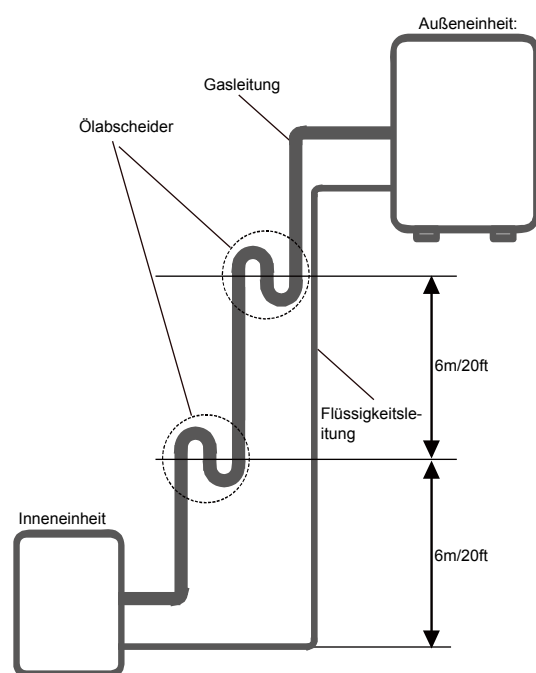 Außeneinheit:
Gasleitung
Ölabscheider
6m/20ft
Flüssigkeitsle-
itung
Inneneinheit
6m/20ft